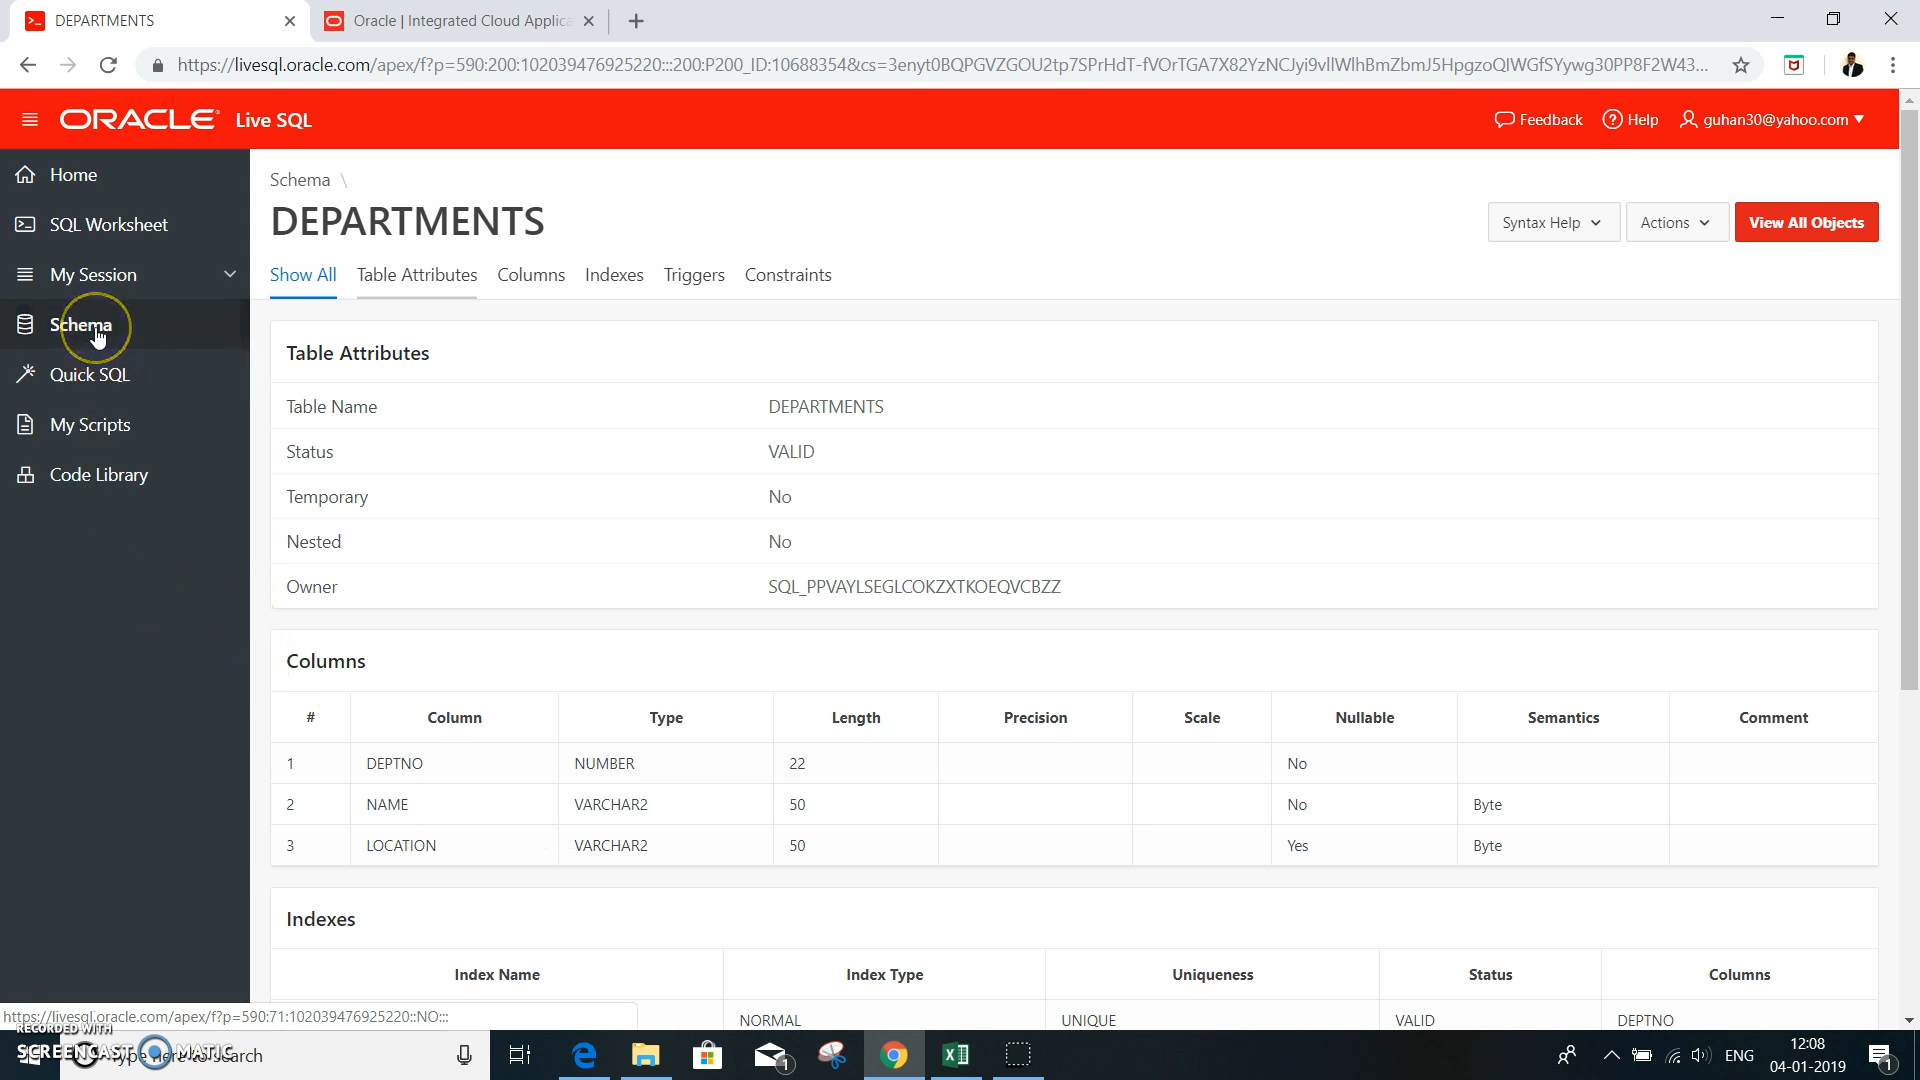 DEPARTMENTS
Oracle | Integrated Cloud Applica
https://livesql.oracle.com/apex/f?p=590:200:102039476925220:::200:P200_ID:10688354&cs=3enyt0BQPGVZGOU2tp7SPrHdT-fVOrTGA7X82YzNCJyi9vllWlhBmZbmJ5HpgzoQIWGfSYywg30PP8F2W43...
ORACLE Live SQL
Feedback
Help
guhan30@yahoo.com
Home
SQL Worksheet
My Session
Schema
Quick SQL
My Scripts
Code Library
Schema \
DEPARTMENTS
Syntax Help
Actions
View All Objects
Show All Table Attributes Columns Indexes Triggers Constraints
Table Attributes
Table Name DEPARTMENTS
Status VALID
Temporary No
Nested No
Owner SQL_PPVAYLSEGLCOKZXTKOEQVCBZZ
Columns
# Column Type Length Precision Scale Nullable Semantics Comment
1 DEPTNO NUMBER 22 No
2 NAME VARCHAR2 50 No Byte
3 LOCATION VARCHAR2 50 Yes Byte
Indexes
Index Name Index Type Uniqueness Status Columns
NORMAL UNIQUE VALID DEPTNO
https://livesql.oracle.com/apex/f?p=590:71:102039476925220::NO:::
RECORDED WITH
SCREENCAST MATIC
Type here to search
1
ENG
12:08
04-01-2019
1